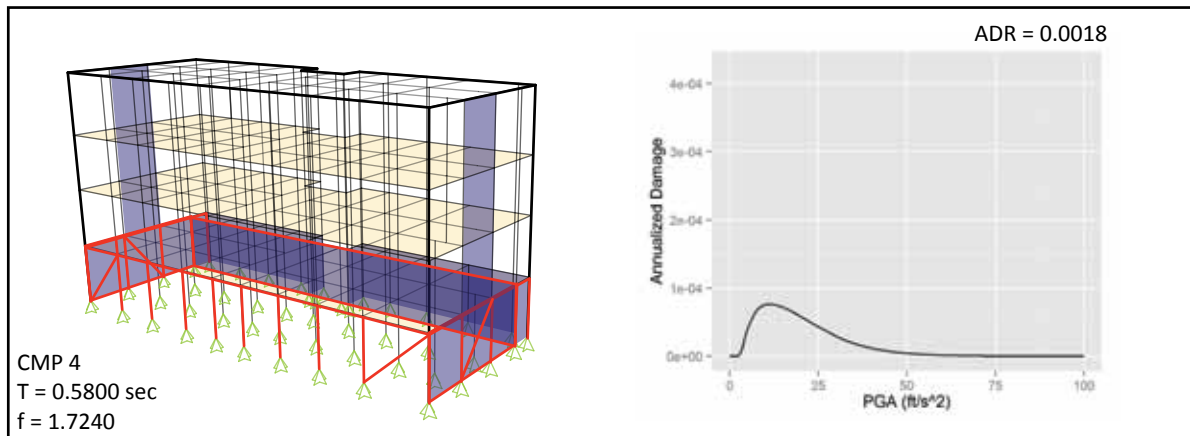 ADR = 0.0018
4e-04
3e-04
2e-04
1e-04
0e+00
Annualized Damage
0
25
50
75
100
PGA (ft/s^2)
CMP 4
T = 0.5800 sec
f = 1.7240